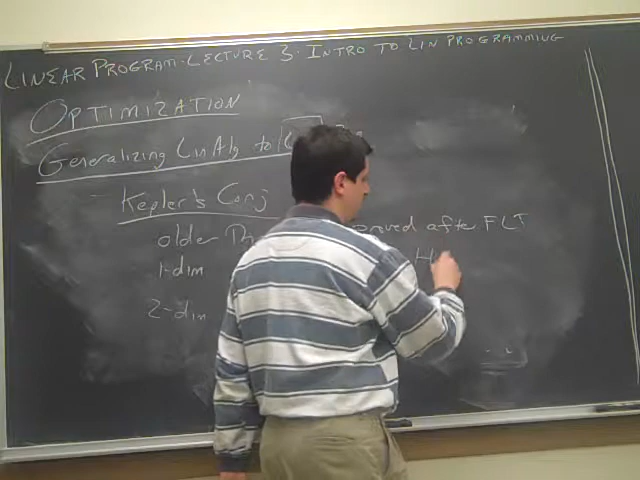 LINEAR PROGRAM: LECTURE 3: INTRO TO LIN PROGRAMMING
OPTIMIZATION
Generalizing LinAlg to
Kepler's Conj
older proved after FLT
1-dim
2-dim